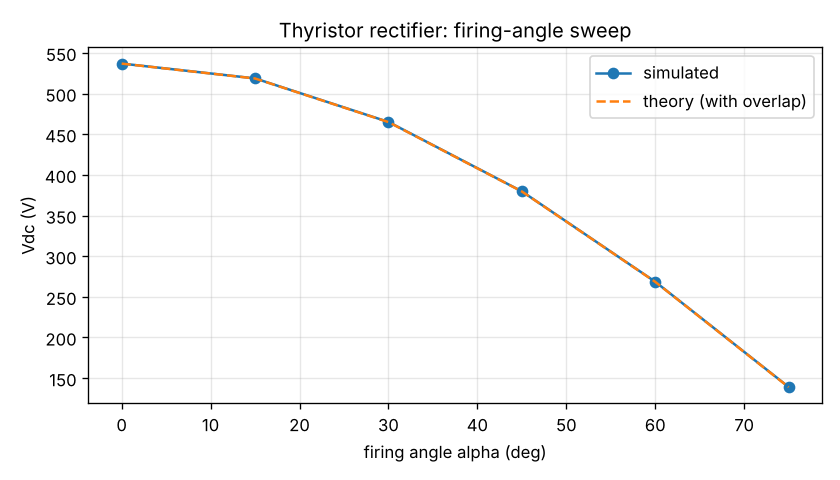 Thyristor rectifier: firing-angle sweep
simulated
theory (with overlap)
Vdc (V)
550
500
450
400
350
300
250
200
150
0 10 20 30 40 50 60 70
firing angle alpha (deg)